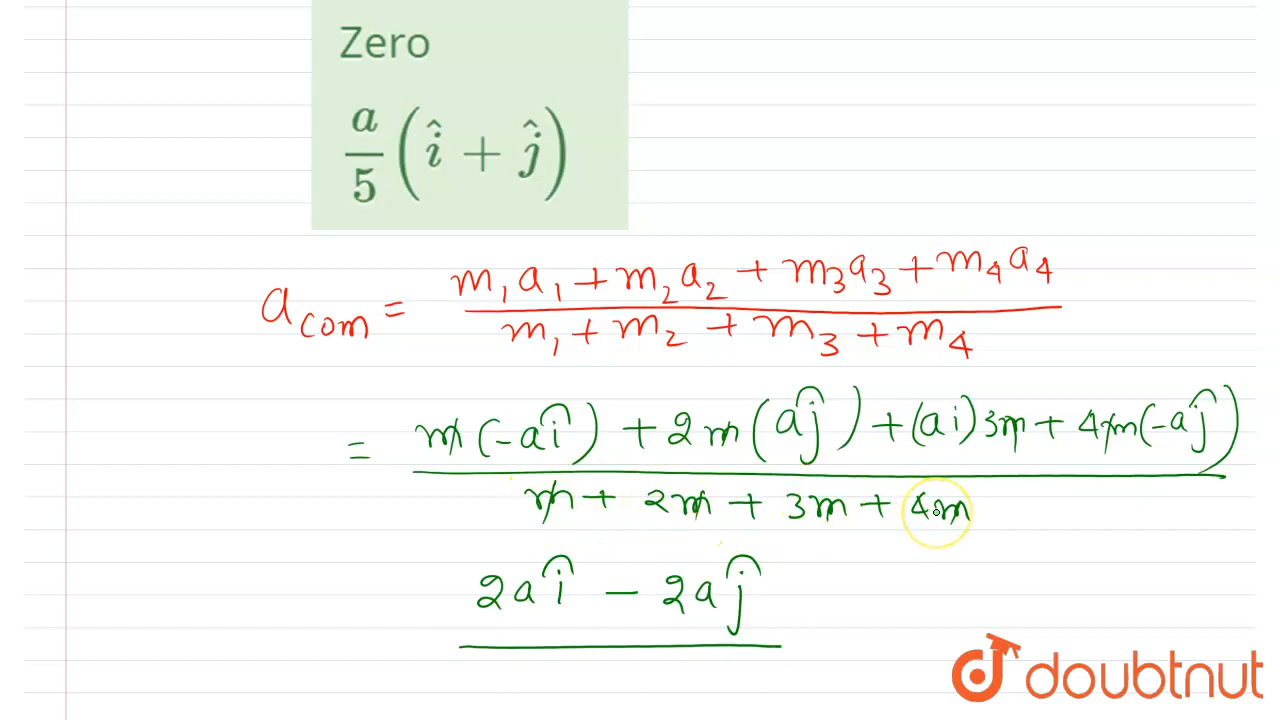 Zero
a/5 (î + ĵ)
a_com = (m₁a₁ + m₂a₂ + m₃a₃ + m₄a₄) / (m₁ + m₂ + m₃ + m₄)
= (m(-aî) + 2m(aĵ) + (ai)3m + 4m(-aĵ)) / (m + 2m + 3m + 4m)
2aî - 2aĵ
doubtnut